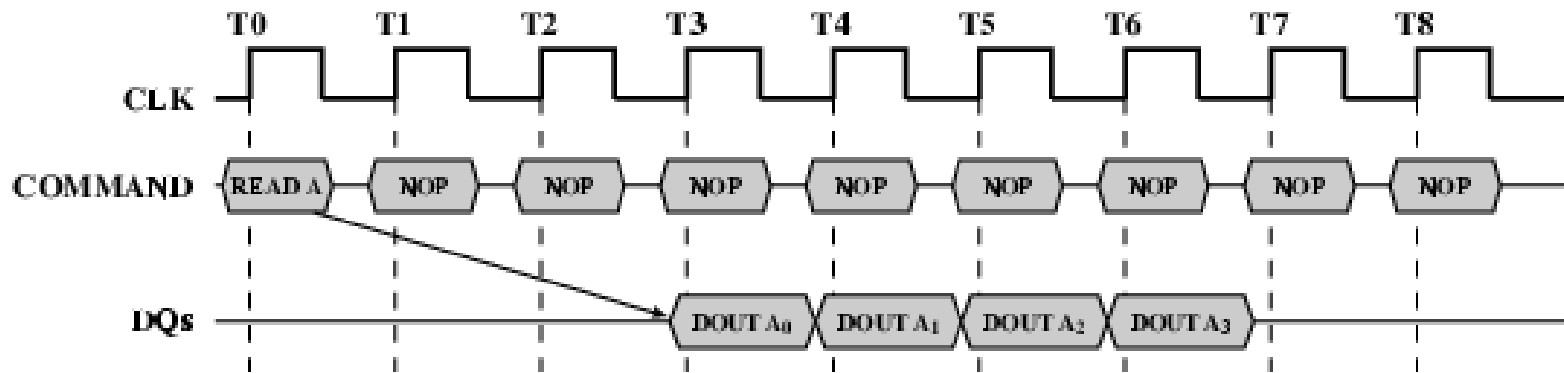 T0 T1 T2 T3 T4 T5 T6 T7 T8
CLK
COMMAND READ A NOP NOP NOP NOP NOP NOP NOP NOP
DQs DOUT A0 DOUT A1 DOUT A2 DOUT A3